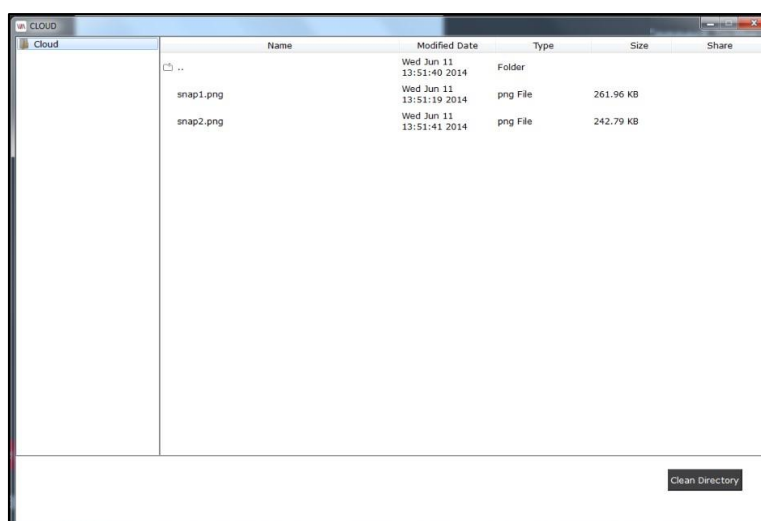 CLOUD
Cloud
Name Modified Date Type Size Share
.. Wed Jun 11 13:51:40 2014 Folder
snap1.png Wed Jun 11 13:51:19 2014 png File 261.96 KB
snap2.png Wed Jun 11 13:51:41 2014 png File 242.79 KB
Clean Directory